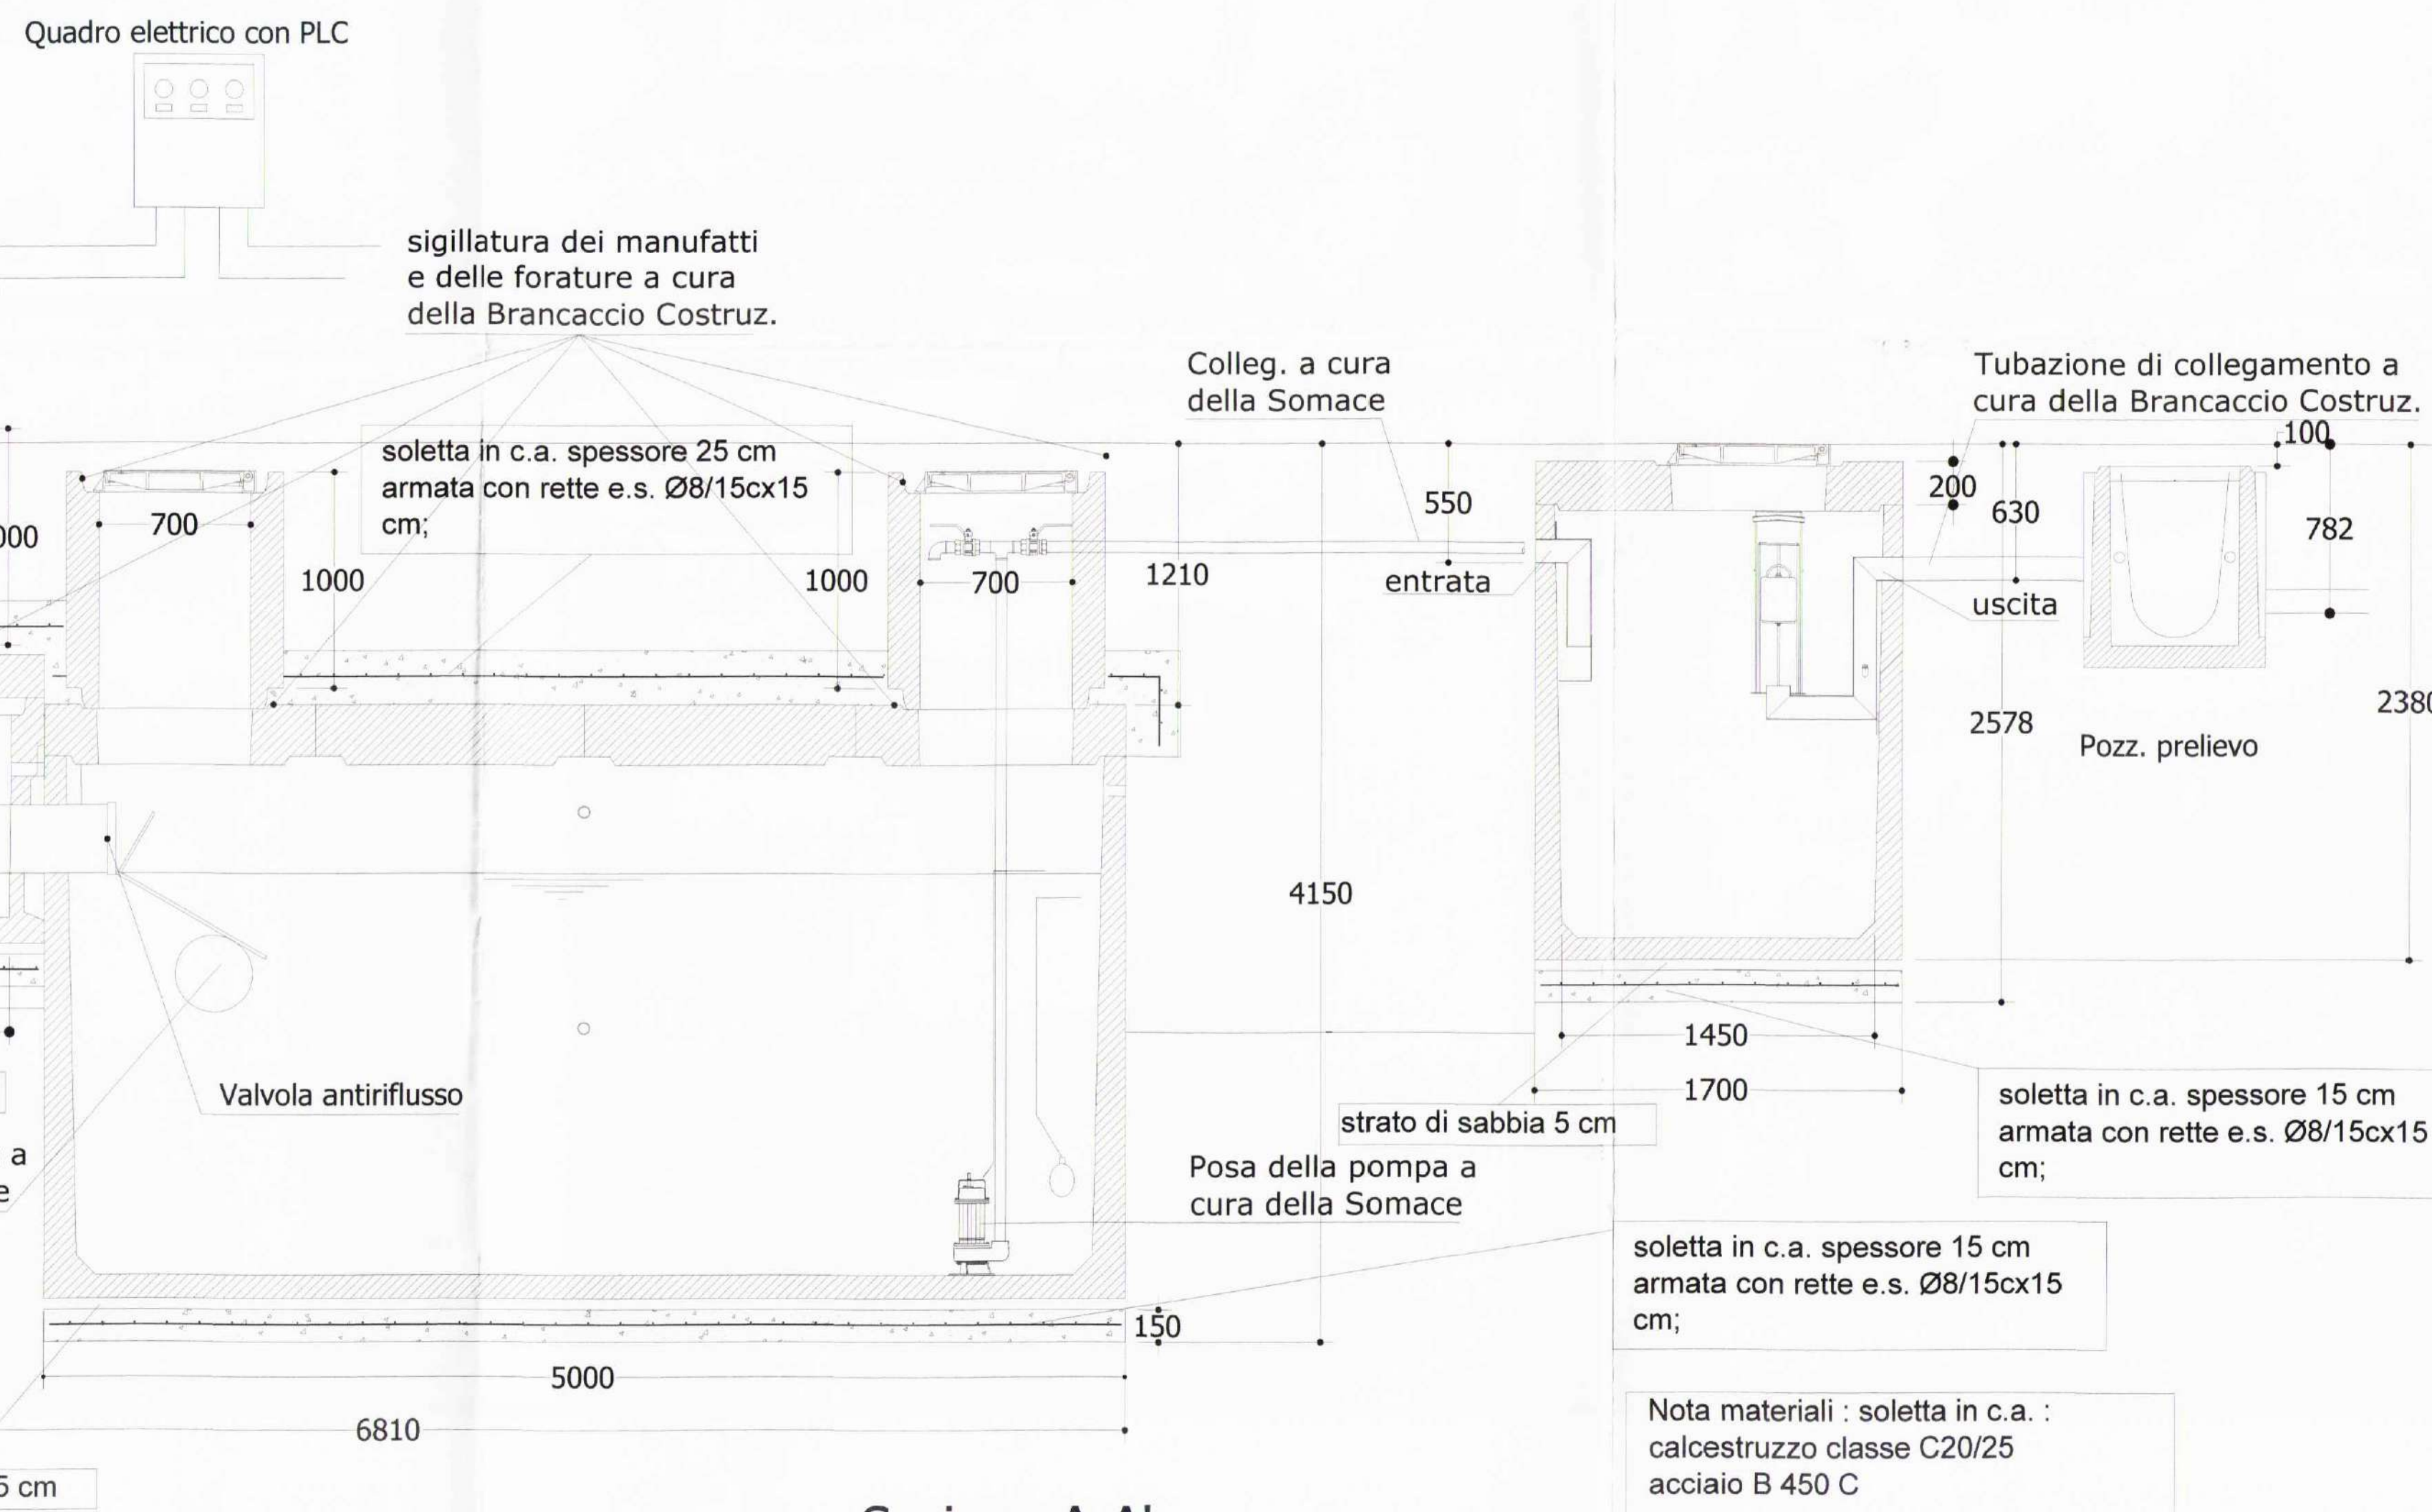 Quadro elettrico con PLC
sigillatura dei manufatti
e delle forature a cura
della Brancaccio Costruz.
Colleg. a cura
della Somace
Tubazione di collegamento a
cura della Brancaccio Costruz.
soletta in c.a. spessore 25 cm
armata con rette e.s. Ø8/15cx15
cm;
100
200
630
782
550
700
1000
1000
700
1210
entrata
uscita
2578
Pozz. prelievo
4150
1450
1700
Valvola antiriflusso
strato di sabbia 5 cm
soletta in c.a. spessore 15 cm
armata con rette e.s. Ø8/15cx15
cm;
a
Posa della pompa a
cura della Somace
soletta in c.a. spessore 15 cm
armata con rette e.s. Ø8/15cx15
cm;
150
5000
6810
Nota materiali : soletta in c.a. :
calcestruzzo classe C20/25
acciaio B 450 C
5 cm